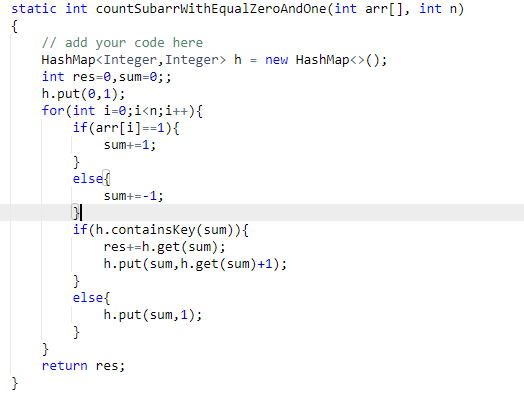 static int countSubarrWithEqualZeroAndOne(int arr[], int n)
{
    // add your code here
    HashMap<Integer,Integer> h = new HashMap<>();
    int res=0,sum=0;;
    h.put(0,1);
    for(int i=0;i<n;i++){
        if(arr[i]==1){
            sum+=1;
        }
        else{
            sum+=-1;
        }
        if(h.containsKey(sum)){
            res+=h.get(sum);
            h.put(sum,h.get(sum)+1);
        }
        else{
            h.put(sum,1);
        }
    }
    return res;
}